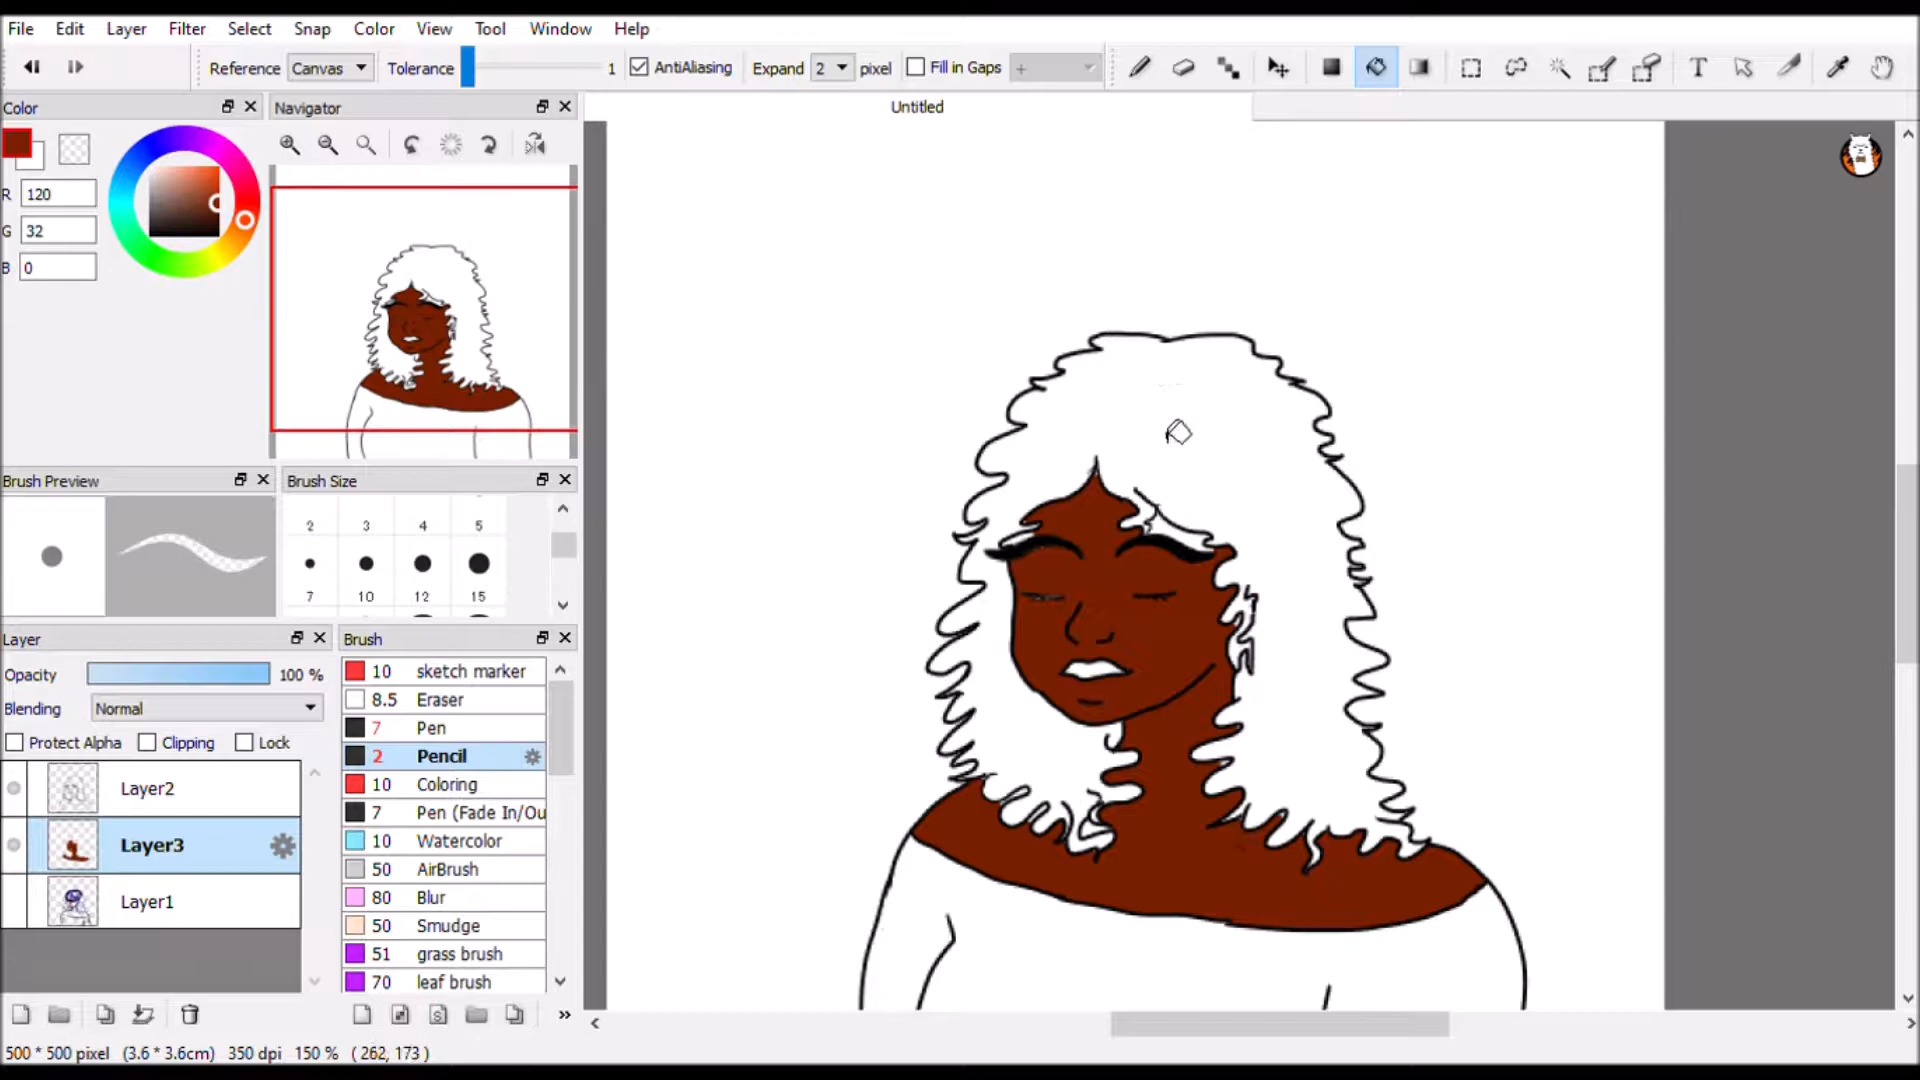 File Edit Layer Filter Select Snap Color View Tool Window Help
Reference Canvas Tolerance 1 AntiAliasing Expand 2 pixel Fill in Gaps +
Color Navigator Untitled
R 120
G 32
B 0
Brush Preview Brush Size
2 3 4 5
7 10 12 15
Layer Brush
Opacity 100 %
Blending Normal
Protect Alpha Clipping Lock
Layer2
Layer3
Layer1
10 sketch marker
8.5 Eraser
7 Pen
2 Pencil
10 Coloring
7 Pen (Fade In/Ou
10 Watercolor
50 AirBrush
80 Blur
50 Smudge
51 grass brush
70 leaf brush
500 * 500 pixel (3.6 * 3.6cm) 350 dpi 150 % ( 262, 173 )